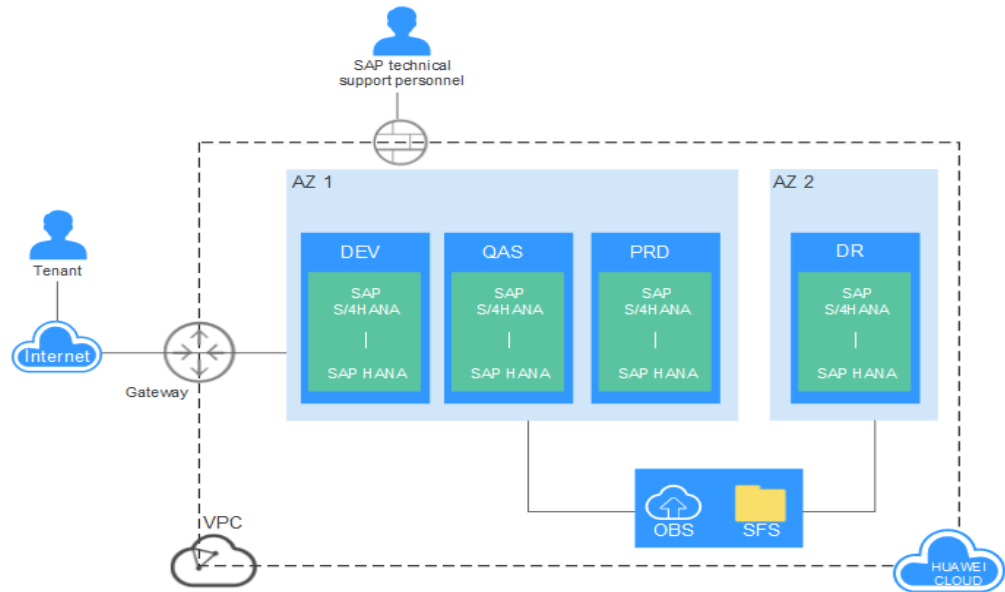 SAP technical
support personnel
AZ 1
AZ 2
Tenant
DEV
QAS
PRD
DR
SAP
S/4HANA
SAP HANA
SAP
S/4HANA
SAP HANA
SAP
S/4HANA
SAP HANA
SAP
S/4HANA
SAP HANA
Internet
Gateway
OBS
SFS
VPC
HUAWEI
CLOUD